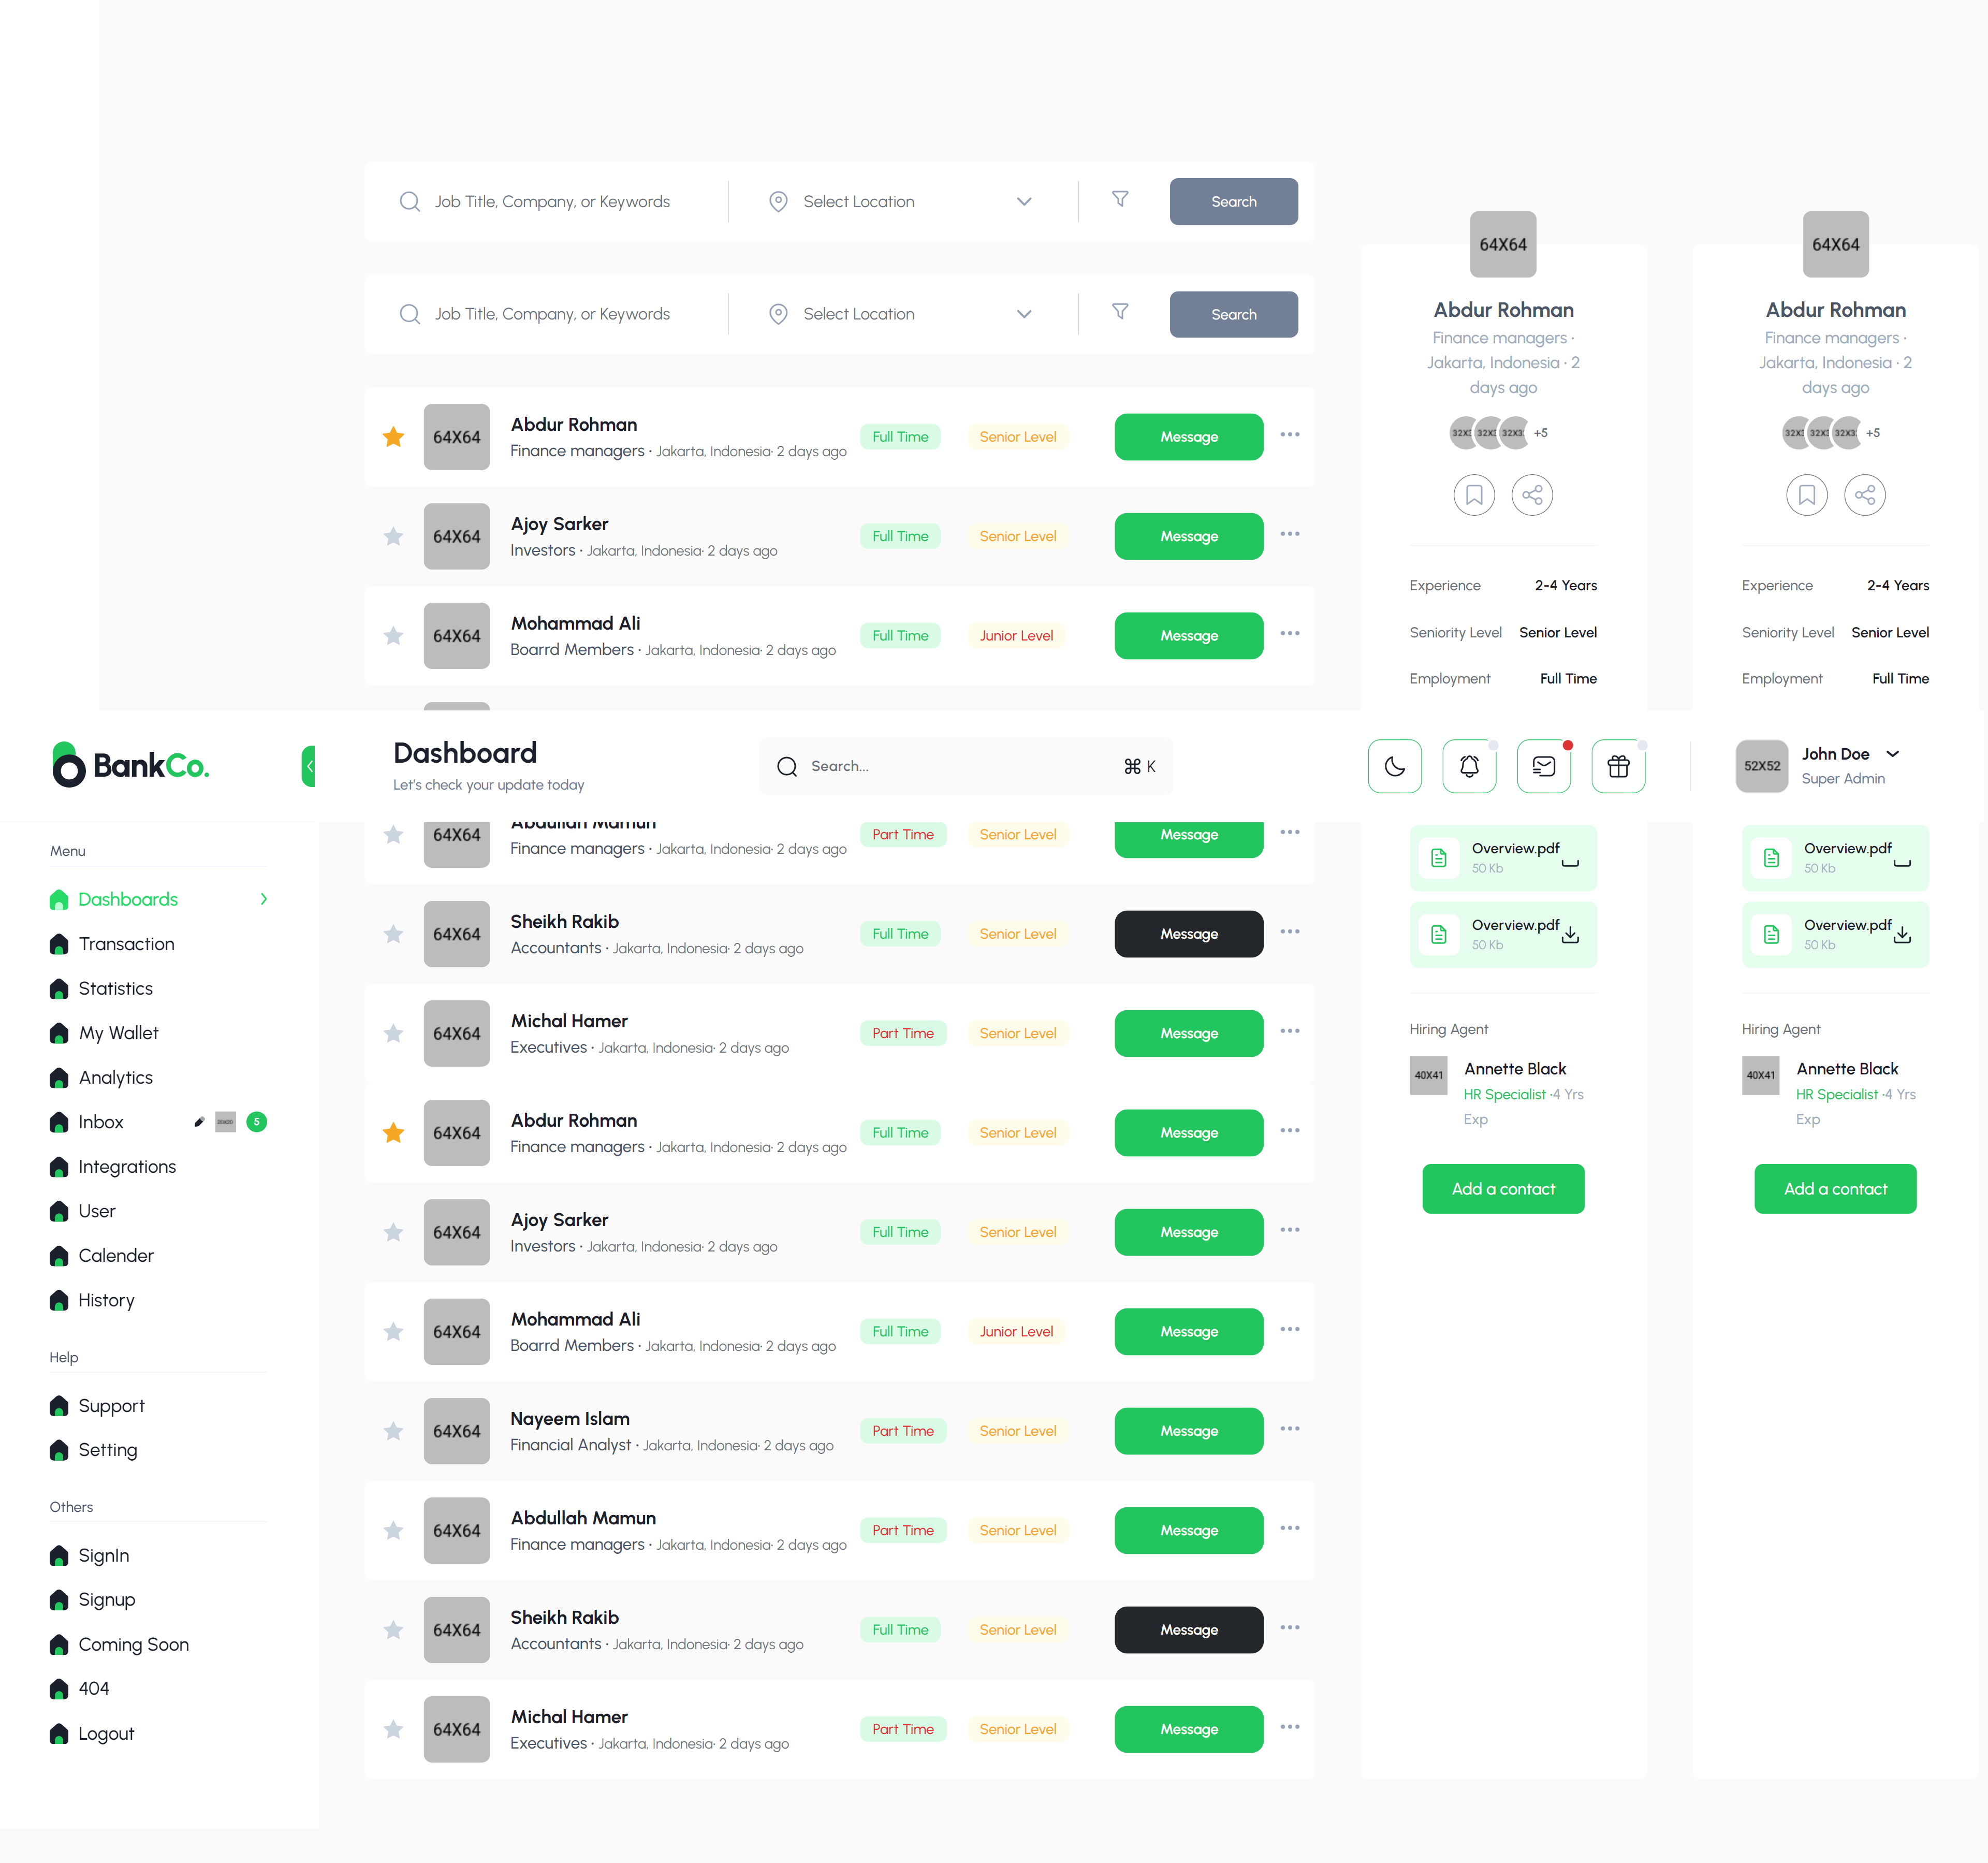 Job Title, Company, or Keywords
Select Location
Search
Job Title, Company, or Keywords
Select Location
Search
64X64
Abdur Rohman
Finance managers · Jakarta, Indonesia· 2 days ago
Full Time
Senior Level
Message
64X64
Ajoy Sarker
Investors · Jakarta, Indonesia· 2 days ago
Full Time
Senior Level
Message
64X64
Mohammad Ali
Boarrd Members · Jakarta, Indonesia· 2 days ago
Full Time
Junior Level
Message
64X64
Abdur Rohman
Finance managers ·
Jakarta, Indonesia · 2
days ago
+5
Experience 2-4 Years
Seniority Level Senior Level
Employment Full Time
64X64
Abdur Rohman
Finance managers ·
Jakarta, Indonesia · 2
days ago
+5
Experience 2-4 Years
Seniority Level Senior Level
Employment Full Time
BankCo.
Dashboard
Let's check your update today
Search...
⌘ K
52X52
John Doe
Super Admin
Menu
Dashboards
Transaction
Statistics
My Wallet
Analytics
Inbox
5
Integrations
User
Calender
History
Help
Support
Setting
Others
SignIn
Signup
Coming Soon
404
Logout
64X64
Abdullah Mamun
Finance managers · Jakarta, Indonesia· 2 days ago
Part Time
Senior Level
Message
64X64
Sheikh Rakib
Accountants · Jakarta, Indonesia· 2 days ago
Full Time
Senior Level
Message
64X64
Michal Hamer
Executives · Jakarta, Indonesia· 2 days ago
Part Time
Senior Level
Message
64X64
Abdur Rohman
Finance managers · Jakarta, Indonesia· 2 days ago
Full Time
Senior Level
Message
64X64
Ajoy Sarker
Investors · Jakarta, Indonesia· 2 days ago
Full Time
Senior Level
Message
64X64
Mohammad Ali
Boarrd Members · Jakarta, Indonesia· 2 days ago
Full Time
Junior Level
Message
64X64
Nayeem Islam
Financial Analyst · Jakarta, Indonesia· 2 days ago
Part Time
Senior Level
Message
64X64
Abdullah Mamun
Finance managers · Jakarta, Indonesia· 2 days ago
Part Time
Senior Level
Message
64X64
Sheikh Rakib
Accountants · Jakarta, Indonesia· 2 days ago
Full Time
Senior Level
Message
64X64
Michal Hamer
Executives · Jakarta, Indonesia· 2 days ago
Part Time
Senior Level
Message
Overview.pdf
50 Kb
Overview.pdf
50 Kb
Hiring Agent
40X41
Annette Black
HR Specialist ·4 Yrs
Exp
Add a contact
Overview.pdf
50 Kb
Overview.pdf
50 Kb
Hiring Agent
40X41
Annette Black
HR Specialist ·4 Yrs
Exp
Add a contact